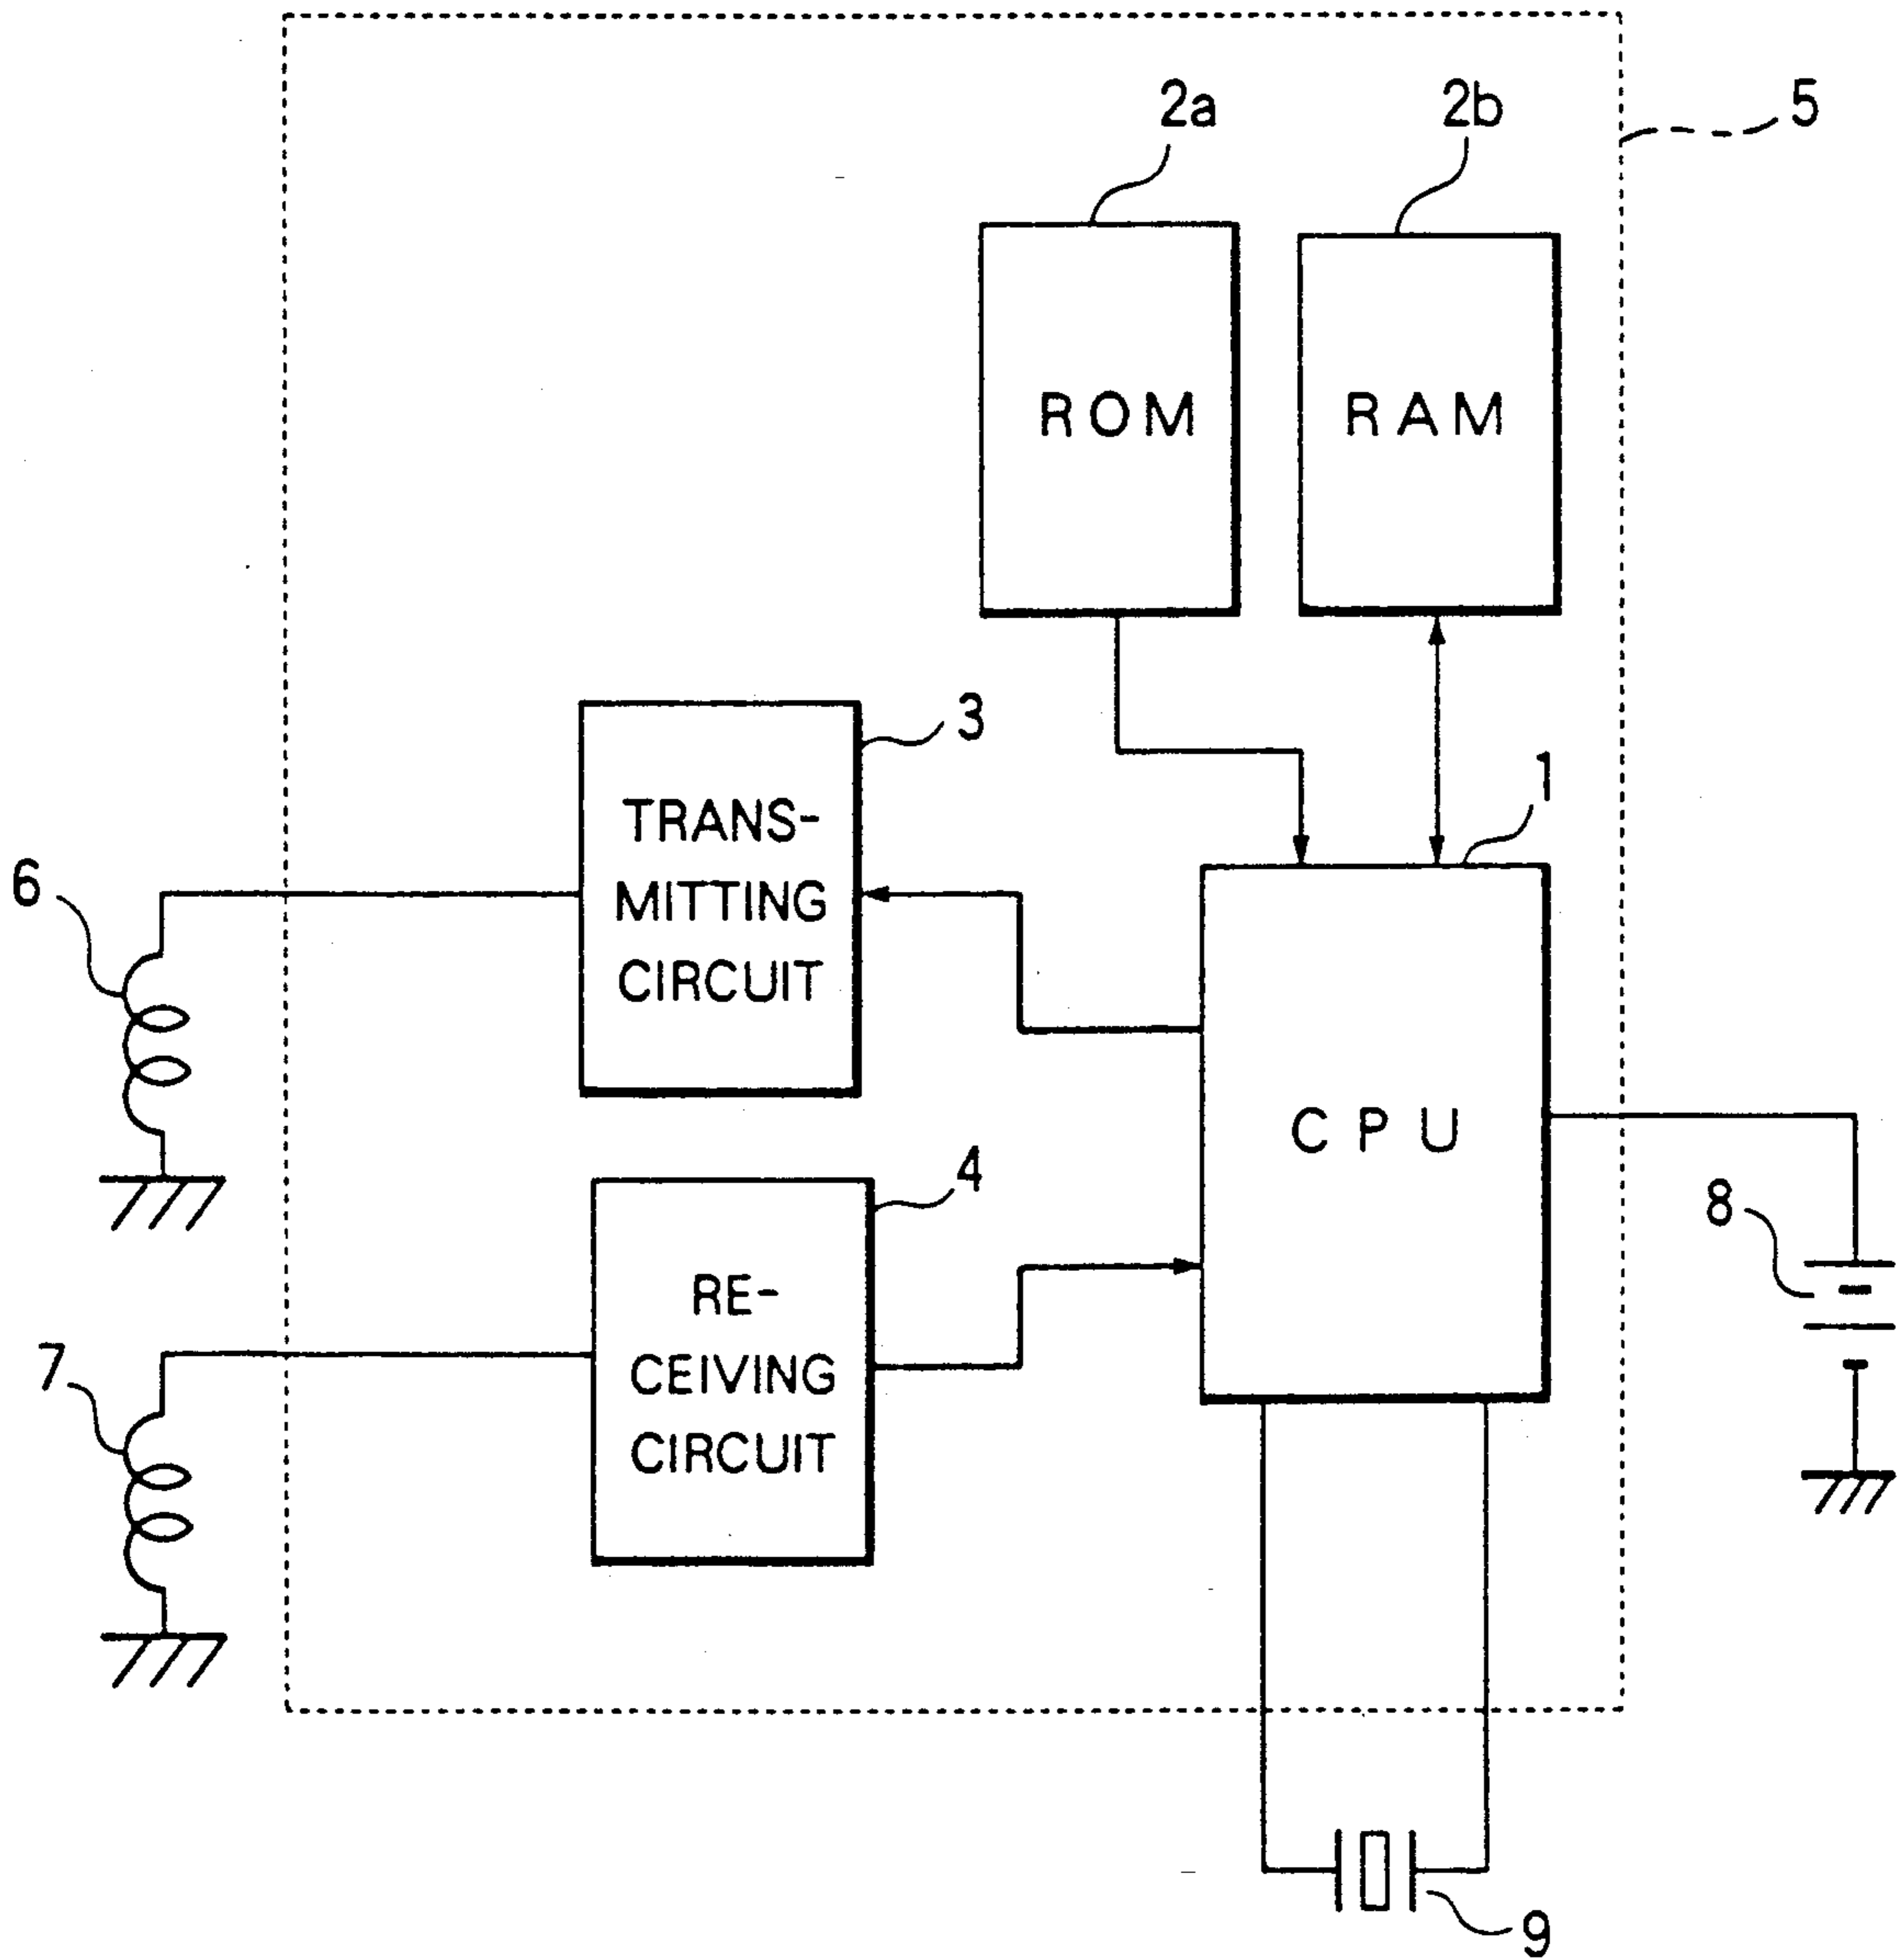 2a
2b
5
ROM
RAM
3
1
TRANS-
MITTING
CIRCUIT
6
CPU
4
8
RE-
CEIVING
CIRCUIT
7
9